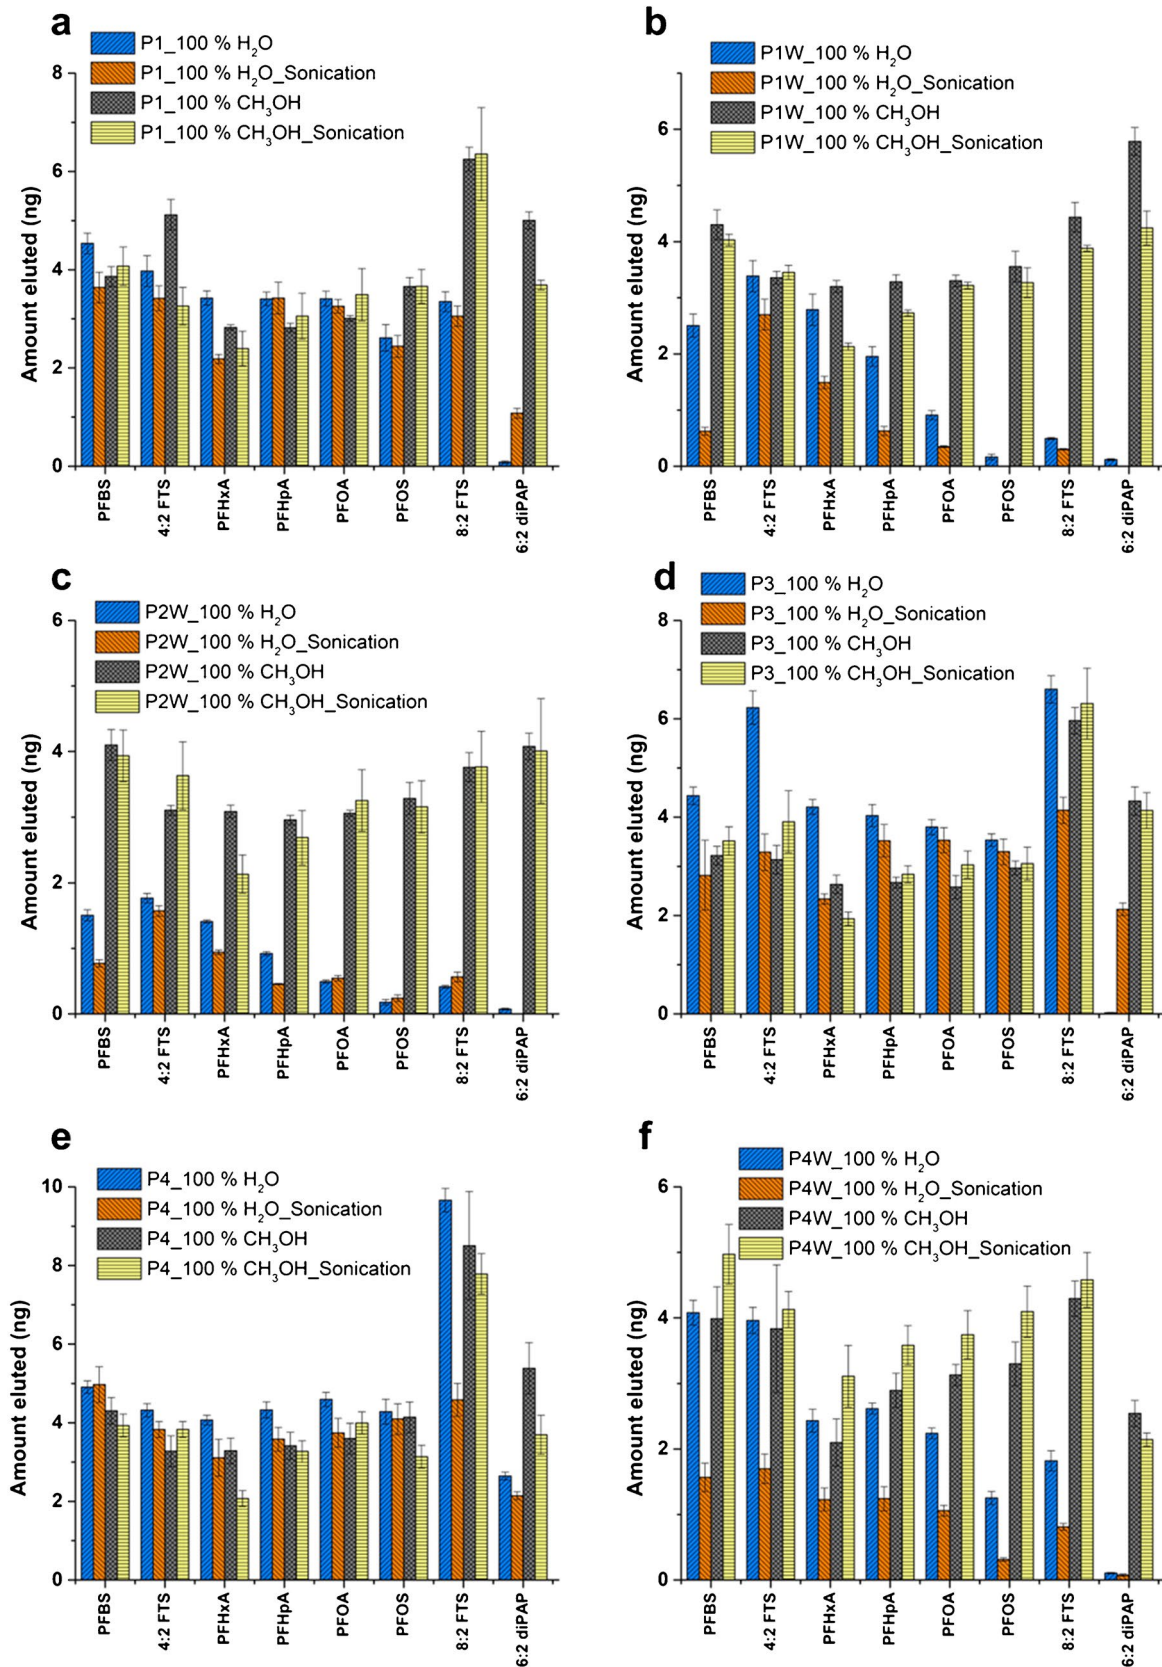 a
P1_100 % H₂O
P1_100 % H₂O_Sonication
P1_100 % CH₃OH
P1_100 % CH₃OH_Sonication
Amount eluted (ng)
8
6
4
2
0
PFBS
4:2 FTS
PFHxA
PFHpA
PFOA
PFOS
8:2 FTS
6:2 diPAP
b
P1W_100 % H₂O
P1W_100 % H₂O_Sonication
P1W_100 % CH₃OH
P1W_100 % CH₃OH_Sonication
Amount eluted (ng)
6
4
2
0
PFBS
4:2 FTS
PFHxA
PFHpA
PFOA
PFOS
8:2 FTS
6:2 diPAP
c
P2W_100 % H₂O
P2W_100 % H₂O_Sonication
P2W_100 % CH₃OH
P2W_100 % CH₃OH_Sonication
Amount eluted (ng)
6
4
2
0
PFBS
4:2 FTS
PFHxA
PFHpA
PFOA
PFOS
8:2 FTS
6:2 diPAP
d
P3_100 % H₂O
P3_100 % H₂O_Sonication
P3_100 % CH₃OH
P3_100 % CH₃OH_Sonication
Amount eluted (ng)
8
6
4
2
0
PFBS
4:2 FTS
PFHxA
PFHpA
PFOA
PFOS
8:2 FTS
6:2 diPAP
e
P4_100 % H₂O
P4_100 % H₂O_Sonication
P4_100 % CH₃OH
P4_100 % CH₃OH_Sonication
Amount eluted (ng)
10
8
6
4
2
0
PFBS
4:2 FTS
PFHxA
PFHpA
PFOA
PFOS
8:2 FTS
6:2 diPAP
f
P4W_100 % H₂O
P4W_100 % H₂O_Sonication
P4W_100 % CH₃OH
P4W_100 % CH₃OH_Sonication
Amount eluted (ng)
6
4
2
0
PFBS
4:2 FTS
PFHxA
PFHpA
PFOA
PFOS
8:2 FTS
6:2 diPAP